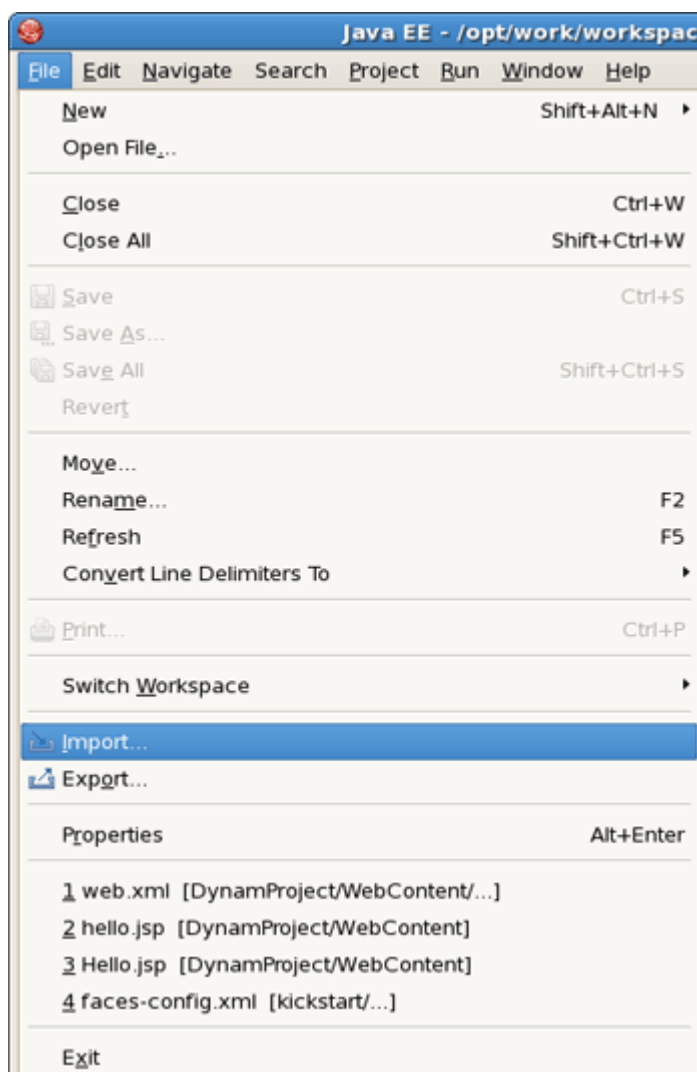 Java EE - /opt/work/workspac
File Edit Navigate Search Project Run Window Help
New Shift+Alt+N
Open File...
Close Ctrl+W
Close All Shift+Ctrl+W
Save Ctrl+S
Save As...
Save All Shift+Ctrl+S
Revert
Move...
Rename... F2
Refresh F5
Convert Line Delimiters To
Print... Ctrl+P
Switch Workspace
Import...
Export...
Properties Alt+Enter
1 web.xml [DynamProject/WebContent/...]
2 hello.jsp [DynamProject/WebContent]
3 Hello.jsp [DynamProject/WebContent]
4 faces-config.xml [kickstart/...]
Exit